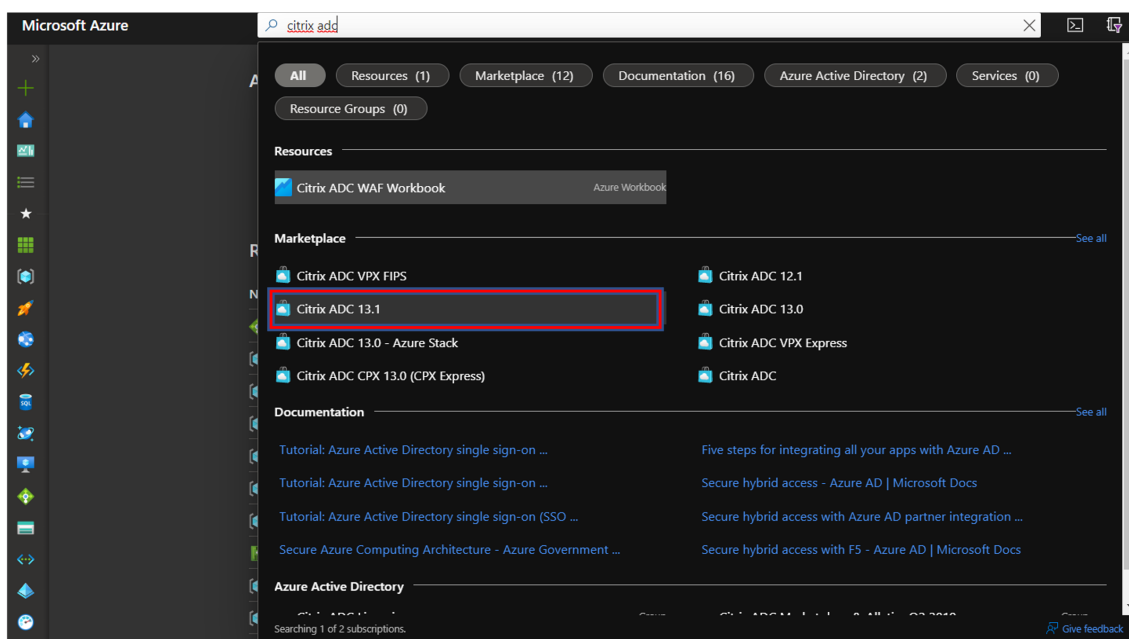 Microsoft Azure
citrix add
All Resources (1) Marketplace (12) Documentation (16) Azure Active Directory (2) Services (0)
Resource Groups (0)
Resources
Citrix ADC WAF Workbook Azure Workbook
Marketplace See all
Citrix ADC VPX FIPS Citrix ADC 12.1
Citrix ADC 13.1 Citrix ADC 13.0
Citrix ADC 13.0 - Azure Stack Citrix ADC VPX Express
Citrix ADC CPX 13.0 (CPX Express) Citrix ADC
Documentation See all
Tutorial: Azure Active Directory single sign-on ... Five steps for integrating all your apps with Azure AD ...
Tutorial: Azure Active Directory single sign-on ... Secure hybrid access - Azure AD | Microsoft Docs
Tutorial: Azure Active Directory single sign-on (SSO ... Secure hybrid access with Azure AD partner integration ...
Secure Azure Computing Architecture - Azure Government ... Secure hybrid access with F5 - Azure AD | Microsoft Docs
Azure Active Directory
Searching 1 of 2 subscriptions. Give feedback